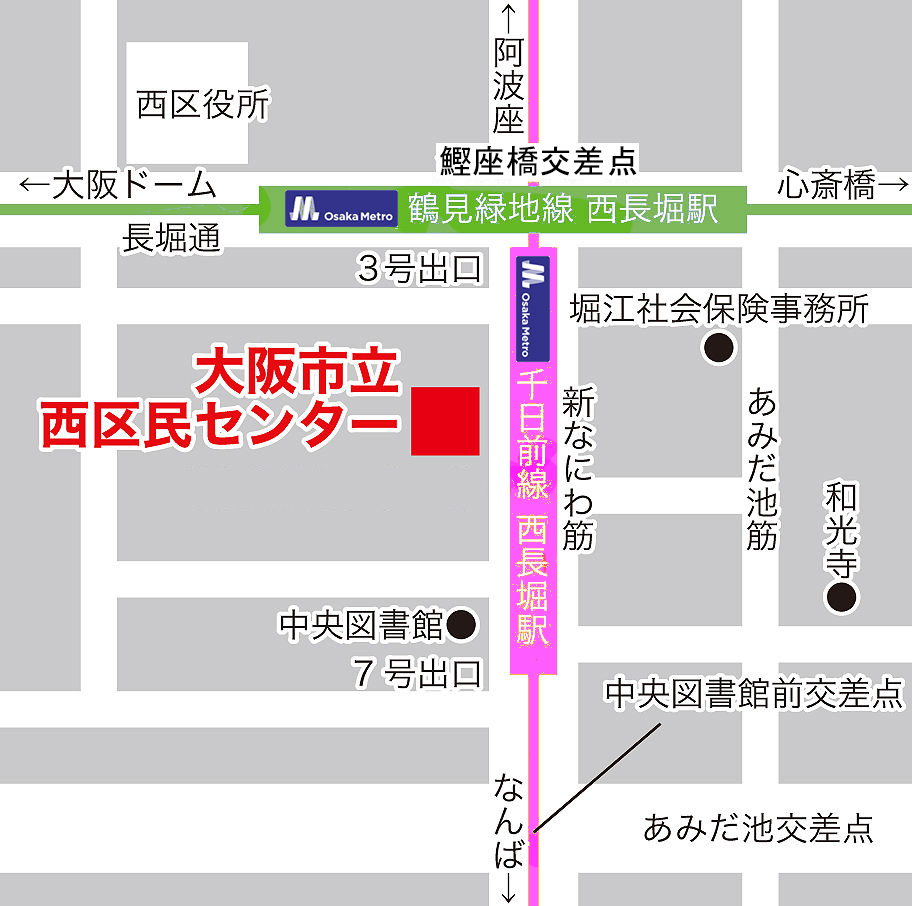 ↑阿波座
西区役所
鰹座橋交差点
←大阪ドーム
心斎橋→
Osaka Metro 鶴見緑地線 西長堀駅
長堀通
3号出口
Osaka Metro 千日前線 西長堀駅
堀江社会保険事務所
大阪市立
西区民センター
新なにわ筋
あみだ池筋
和光寺
中央図書館
7号出口
中央図書館前交差点
なんば↓
あみだ池交差点